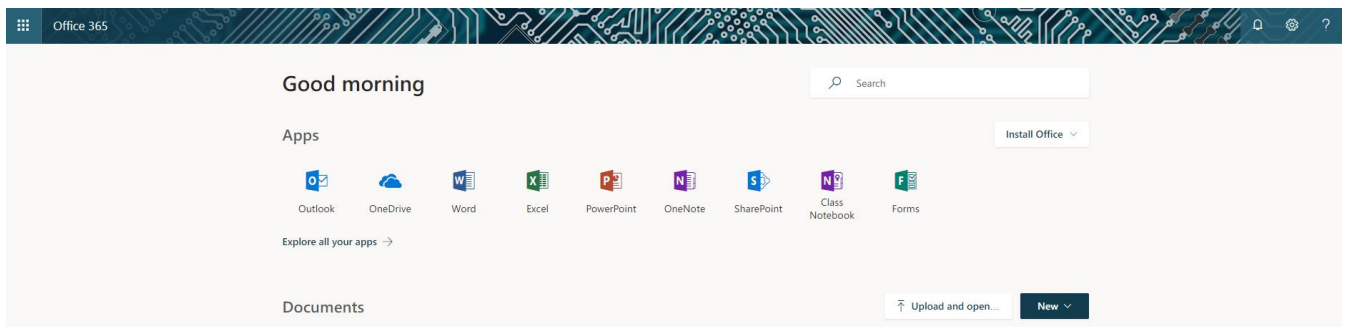 Office 365
?
Good morning
Search
Apps
Install Office
Outlook OneDrive Word Excel PowerPoint OneNote SharePoint Class Notebook Forms
Explore all your apps →
Documents
Upload and open... New